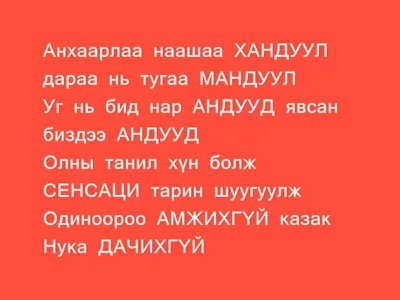 Анхаарлаа наашаа ХАНДУУЛ
дараа нь тугаа МАНДУУЛ
Уг нь бид нар АНДУУД явсан
биздээ АНДУУД
Олны танил хүн болж
СЕНСАЦИ тарин шуугуулж
Одиноороо АМЖИХГҮЙ казак
Нука ДАЧИХГҮЙ